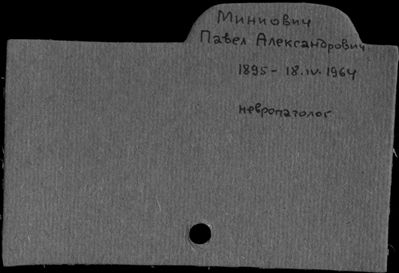 Миниович
Павел Александрович
1895 - 18.IV.1964
невропатолог